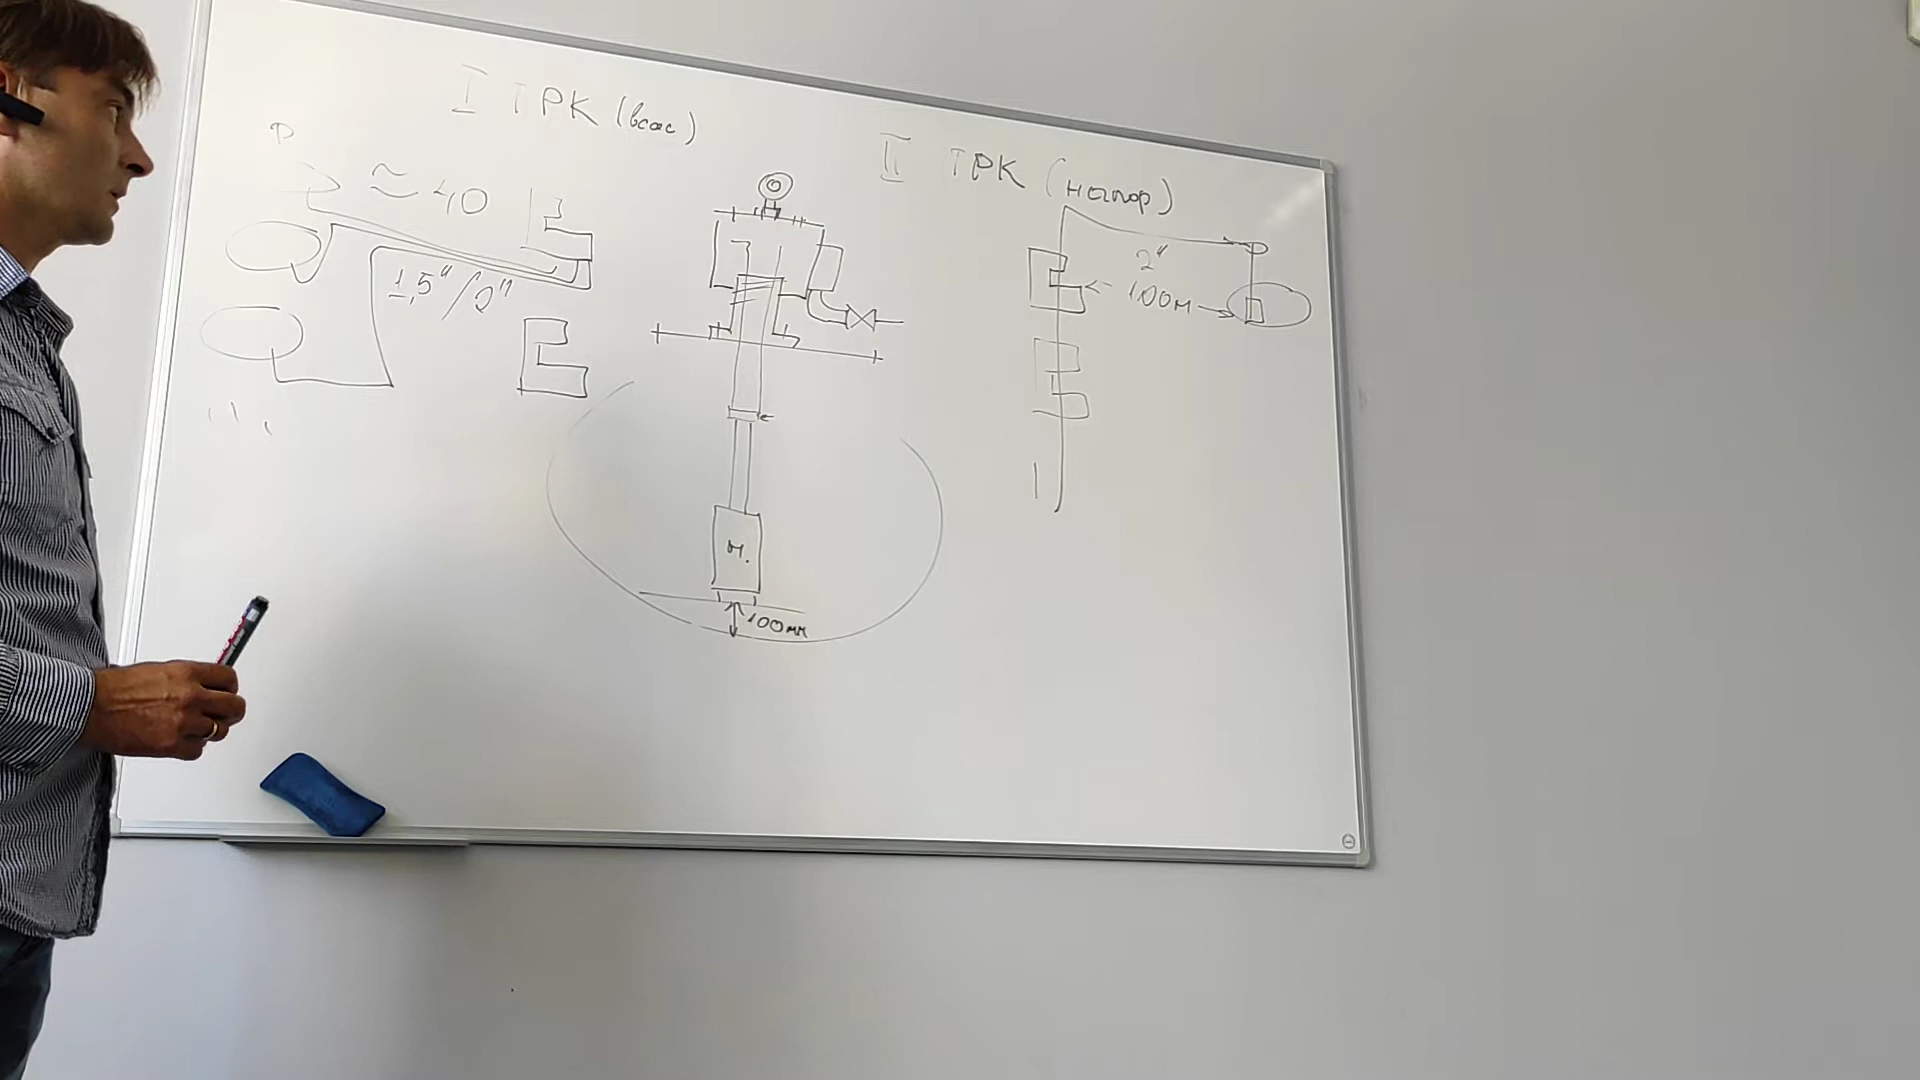 I ТРК (всас)
II ТРК (напор)
Р
≈ 40
1,5"/2"
2"
100м
м.
100мм